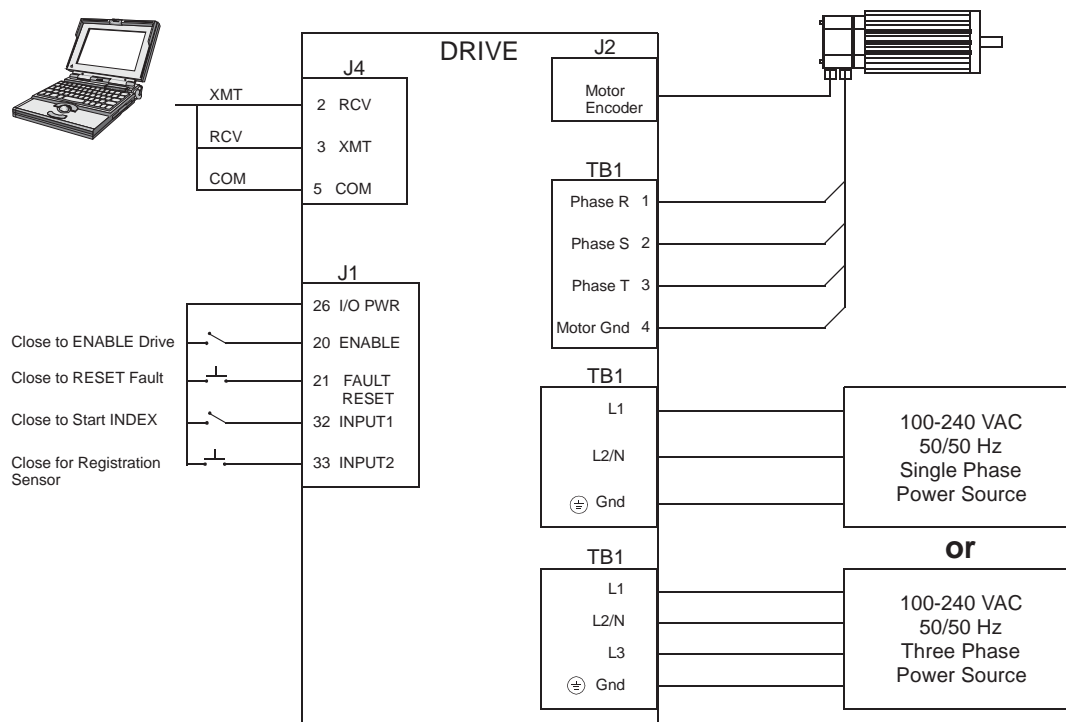 DRIVE
J4
XMT
2 RCV
RCV
3 XMT
COM
5 COM
J1
26 I/O PWR
Close to ENABLE Drive
20 ENABLE
Close to RESET Fault
21 FAULT
RESET
Close to Start INDEX
32 INPUT1
Close for Registration
Sensor
33 INPUT2
J2
Motor
Encoder
TB1
Phase R 1
Phase S 2
Phase T 3
Motor Gnd 4
TB1
L1
L2/N
Gnd
100-240 VAC
50/50 Hz
Single Phase
Power Source
or
TB1
L1
L2/N
L3
Gnd
100-240 VAC
50/50 Hz
Three Phase
Power Source